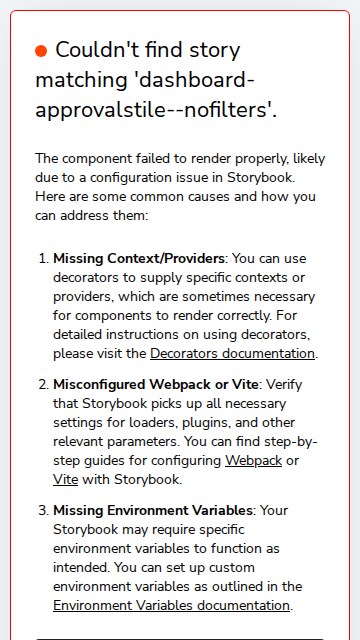 Couldn't find story
matching 'dashboard-
approvalstile--nofilters'.
The component failed to render properly, likely
due to a configuration issue in Storybook.
Here are some common causes and how you
can address them:
1. Missing Context/Providers: You can use
decorators to supply specific contexts or
providers, which are sometimes necessary
for components to render correctly. For
detailed instructions on using decorators,
please visit the Decorators documentation.
2. Misconfigured Webpack or Vite: Verify
that Storybook picks up all necessary
settings for loaders, plugins, and other
relevant parameters. You can find step-by-
step guides for configuring Webpack or
Vite with Storybook.
3. Missing Environment Variables: Your
Storybook may require specific
environment variables to function as
intended. You can set up custom
environment variables as outlined in the
Environment Variables documentation.